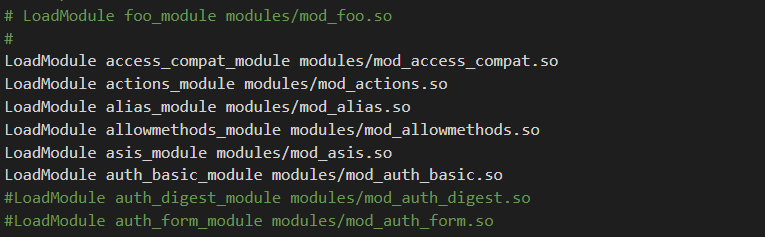 # LoadModule foo_module modules/mod_foo.so
#
LoadModule access_compat_module modules/mod_access_compat.so
LoadModule actions_module modules/mod_actions.so
LoadModule alias_module modules/mod_alias.so
LoadModule allowmethods_module modules/mod_allowmethods.so
LoadModule asis_module modules/mod_asis.so
LoadModule auth_basic_module modules/mod_auth_basic.so
#LoadModule auth_digest_module modules/mod_auth_digest.so
#LoadModule auth_form_module modules/mod_auth_form.so